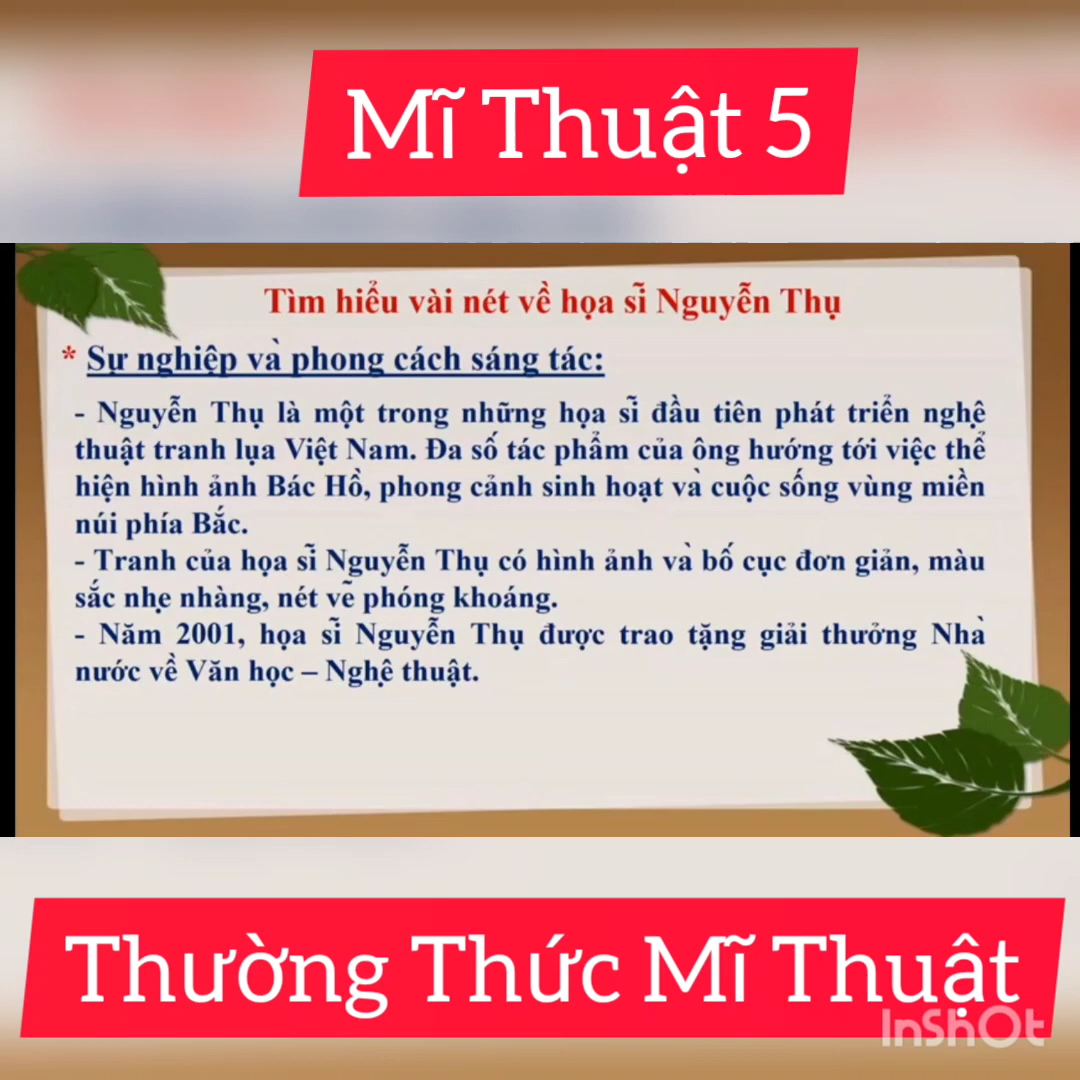 Mĩ Thuật 5
Tìm hiểu vài nét về họa sĩ Nguyễn Thụ
* Sự nghiệp và phong cách sáng tác:
- Nguyễn Thụ là một trong những họa sĩ đầu tiên phát triển nghệ
thuật tranh lụa Việt Nam. Đa số tác phẩm của ông hướng tới việc thể
hiện hình ảnh Bác Hồ, phong cảnh sinh hoạt và cuộc sống vùng miền
núi phía Bắc.
- Tranh của họa sĩ Nguyễn Thụ có hình ảnh và bố cục đơn giản, màu
sắc nhẹ nhàng, nét vẽ phóng khoáng.
- Năm 2001, họa sĩ Nguyễn Thụ được trao tặng giải thưởng Nhà
nước về Văn học – Nghệ thuật.
Thường Thức Mĩ Thuật
InShOt